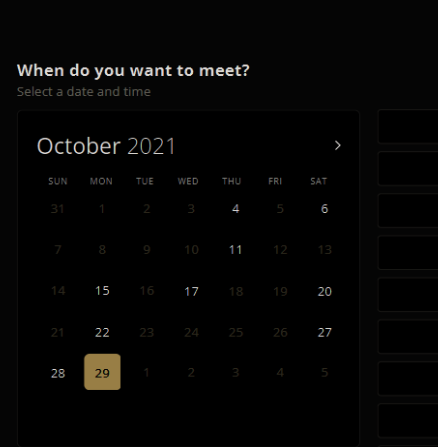 When do you want to meet?
Select a date and time
October 2021
SUN MON TUE WED THU FRI SAT
31 1 2 3 4 5 6
7 8 9 10 11 12 13
14 15 16 17 18 19 20
21 22 23 24 25 26 27
28 29 1 2 3 4 5